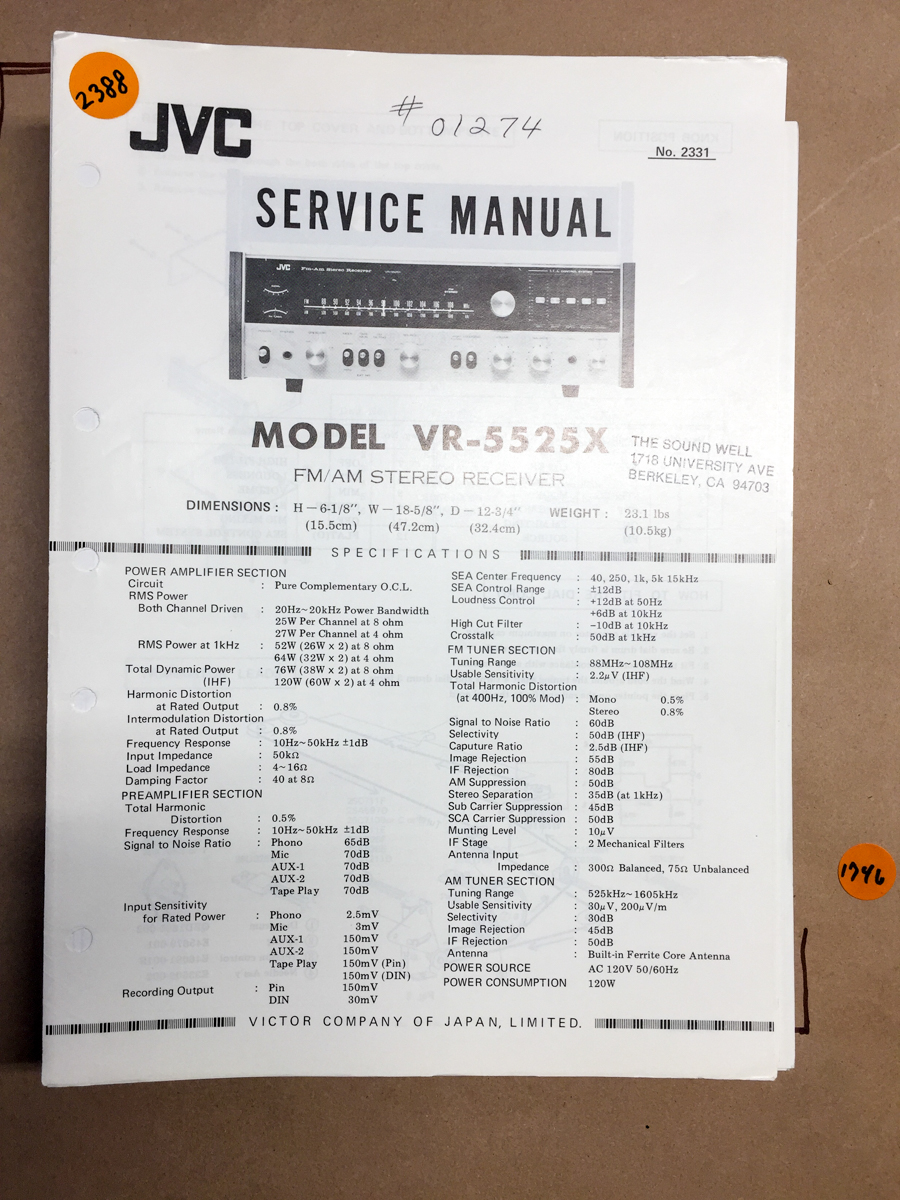 2388
JVC
# 01274
No. 2331
SERVICE MANUAL
JVC Fm-Am Stereo Receiver
MODEL VR-5525X
FM/AM STEREO RECEIVER
THE SOUND WELL
1718 UNIVERSITY AVE
BERKELEY, CA 94703
DIMENSIONS : H — 6-1/8″, W — 18-5/8″, D — 12-3/4″ WEIGHT : 23.1 lbs
(15.5cm) (47.2cm) (32.4cm) (10.5kg)
SPECIFICATIONS
POWER AMPLIFIER SECTION
Circuit : Pure Complementary O.C.L.
RMS Power
Both Channel Driven : 20Hz~20kHz Power Bandwidth
25W Per Channel at 8 ohm
27W Per Channel at 4 ohm
RMS Power at 1kHz : 52W (26W x 2) at 8 ohm
64W (32W x 2) at 4 ohm
Total Dynamic Power : 76W (38W x 2) at 8 ohm
(IHF) 120W (60W x 2) at 4 ohm
Harmonic Distortion
at Rated Output : 0.8%
Intermodulation Distortion
at Rated Output : 0.8%
Frequency Response : 10Hz~50kHz ±1dB
Input Impedance : 50kΩ
Load Impedance : 4~16Ω
Damping Factor : 40 at 8Ω
PREAMPLIFIER SECTION
Total Harmonic
Distortion : 0.5%
Frequency Response : 10Hz~50kHz ±1dB
Signal to Noise Ratio : Phono 65dB
Mic 70dB
AUX-1 70dB
AUX-2 70dB
Tape Play 70dB
Input Sensitivity
for Rated Power : Phono 2.5mV
Mic 3mV
AUX-1 150mV
AUX-2 150mV
Tape Play 150mV (Pin)
150mV (DIN)
Recording Output : Pin 150mV
DIN 30mV
SEA Center Frequency : 40, 250, 1k, 5k 15kHz
SEA Control Range : ±12dB
Loudness Control : +12dB at 50Hz
+6dB at 10kHz
High Cut Filter : −10dB at 10kHz
Crosstalk : 50dB at 1kHz
FM TUNER SECTION
Tuning Range : 88MHz~108MHz
Usable Sensitivity : 2.2μV (IHF)
Total Harmonic Distortion
(at 400Hz, 100% Mod) : Mono 0.5%
Stereo 0.8%
Signal to Noise Ratio : 60dB
Selectivity : 50dB (IHF)
Caputure Ratio : 2.5dB (IHF)
Image Rejection : 55dB
IF Rejection : 80dB
AM Suppression : 50dB
Stereo Separation : 35dB (at 1kHz)
Sub Carrier Suppression : 45dB
SCA Carrier Suppression : 50dB
Munting Level : 10μV
IF Stage : 2 Mechanical Filters
Antenna Input
Impedance : 300Ω Balanced, 75Ω Unbalanced
AM TUNER SECTION
Tuning Range : 525kHz~1605kHz
Usable Sensitivity : 30μV, 200μV/m
Selectivity : 30dB
Image Rejection : 45dB
IF Rejection : 50dB
Antenna : Built-in Ferrite Core Antenna
POWER SOURCE AC 120V 50/60Hz
POWER CONSUMPTION 120W
VICTOR COMPANY OF JAPAN, LIMITED.
1746